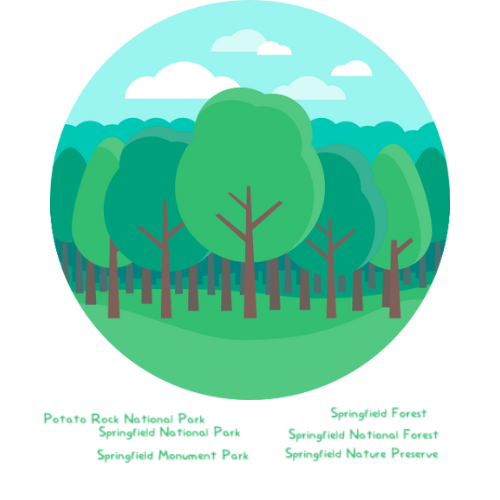 Potato Rock National Park
Springfield National Park
Springfield Monument Park
Springfield Forest
Springfield National Forest
Springfield Nature Preserve